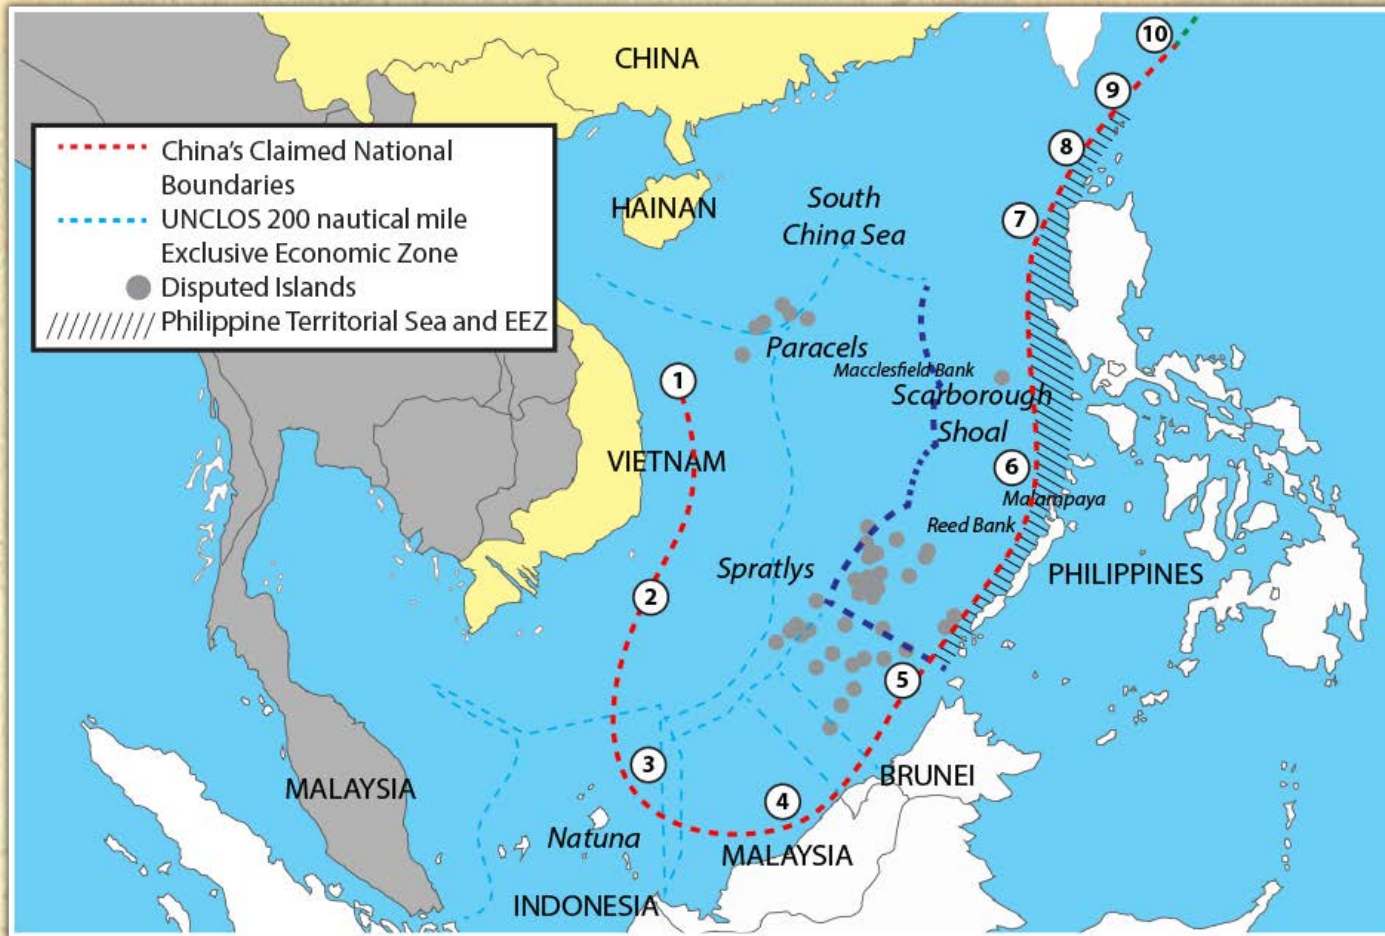 CHINA
10
9
China's Claimed National
Boundaries
UNCLOS 200 nautical mile
Exclusive Economic Zone
Disputed Islands
Philippine Territorial Sea and EEZ
8
HAINAN
South
China Sea
7
Paracels
Macclesfield Bank
1
Scarborough
Shoal
VIETNAM
6
Malampaya
Reed Bank
Spratlys
PHILIPPINES
2
5
3
BRUNEI
MALAYSIA
4
Natuna
MALAYSIA
INDONESIA